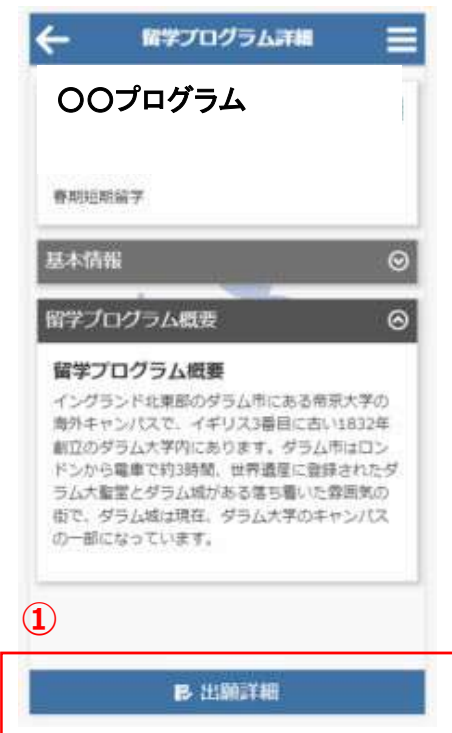 留学プログラム詳細
〇〇プログラム
春期短期留学
基本情報
留学プログラム概要
留学プログラム概要
イングランド北東部のダラム市にある帝京大学の
海外キャンパスで、イギリス3番目に古い1832年
創立のダラム大学内にあります。ダラム市はロン
ドンから電車で約3時間、世界遺産に登録されたダ
ラム大聖堂とダラム城がある落ち着いた雰囲気の
街で、ダラム城は現在、ダラム大学のキャンパス
の一部になっています。
①
出願詳細